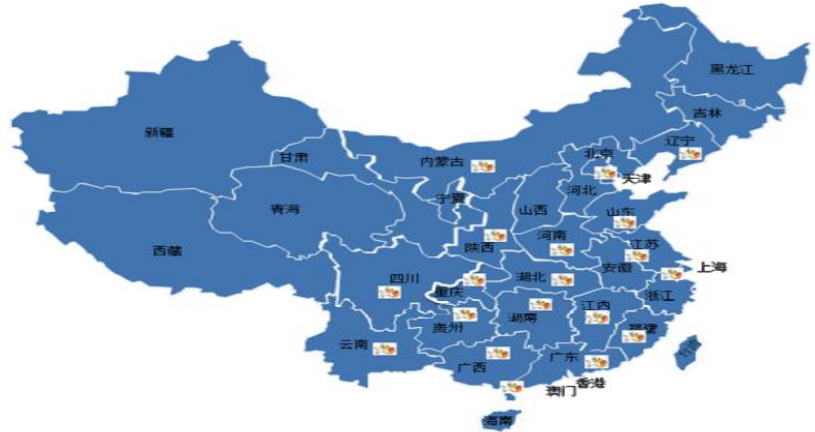 黑龙江
吉林
辽宁
新疆
甘肃
内蒙古
北京
天津
河北
宁夏
山西
青海
山东
陕西
河南
江苏
西藏
安徽
上海
四川
重庆
湖北
浙江
湖南
江西
贵州
福建
云南
广西
广东
台湾
澳门
香港
海南